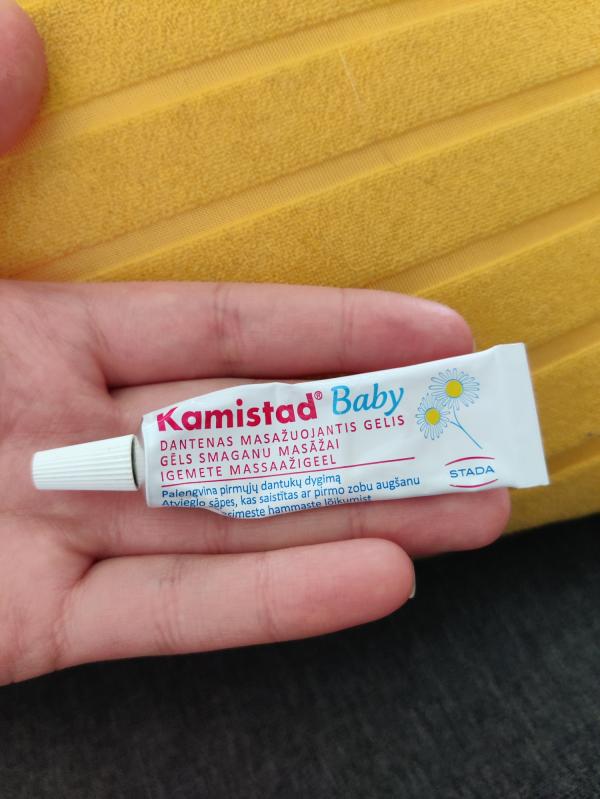 Kamistad® Baby
DANTENAS MASAŽUOJANTIS GELIS
GĒLS SMAGANU MASĀŽAI
IGEMETE MASSAAŽIGEEL
Palengvina pirmųjų dantukų dygimą
Atvieglo sāpes, kas saistītas ar pirmo zobu augšanu
hammaste lõikumist
STADA